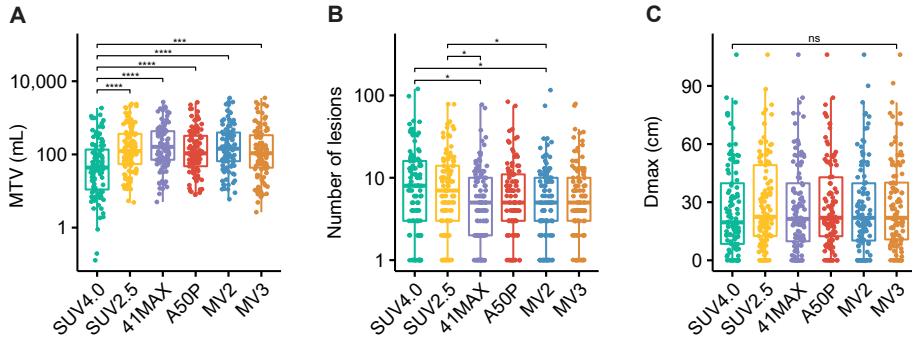 A
B
C
MTV (mL)
10,000
100
1
***
****
****
****
****
SUV4.0
SUV2.5
41MAX
A50P
MV2
MV3
Number of lesions
100
10
1
*
*
*
*
SUV4.0
SUV2.5
41MAX
A50P
MV2
MV3
Dmax (cm)
90
60
30
0
ns
SUV4.0
SUV2.5
41MAX
A50P
MV2
MV3